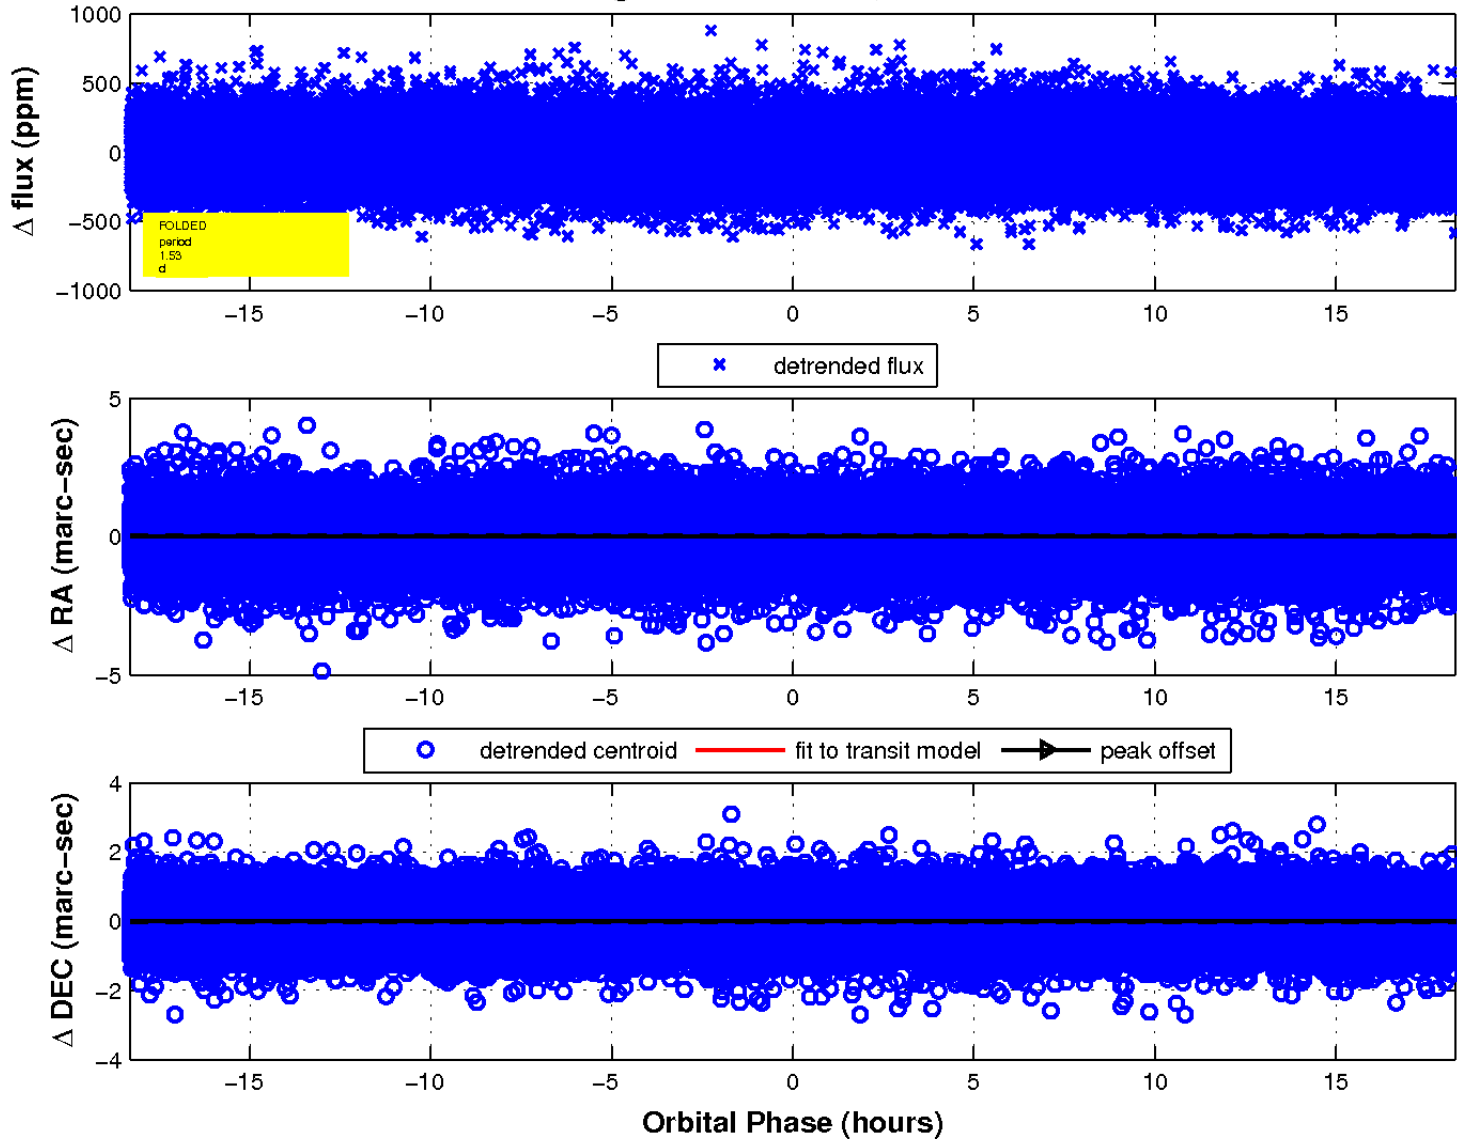 1000
500
0
−500
−1000
Δ flux (ppm)
FOLDED
period
1.53
d
−15 −10 −5 0 5 10 15
detrended flux
5
0
−5
Δ RA (marc−sec)
−15 −10 −5 0 5 10 15
detrended centroid fit to transit model peak offset
4
2
0
−2
−4
Δ DEC (marc−sec)
−15 −10 −5 0 5 10 15
Orbital Phase (hours)